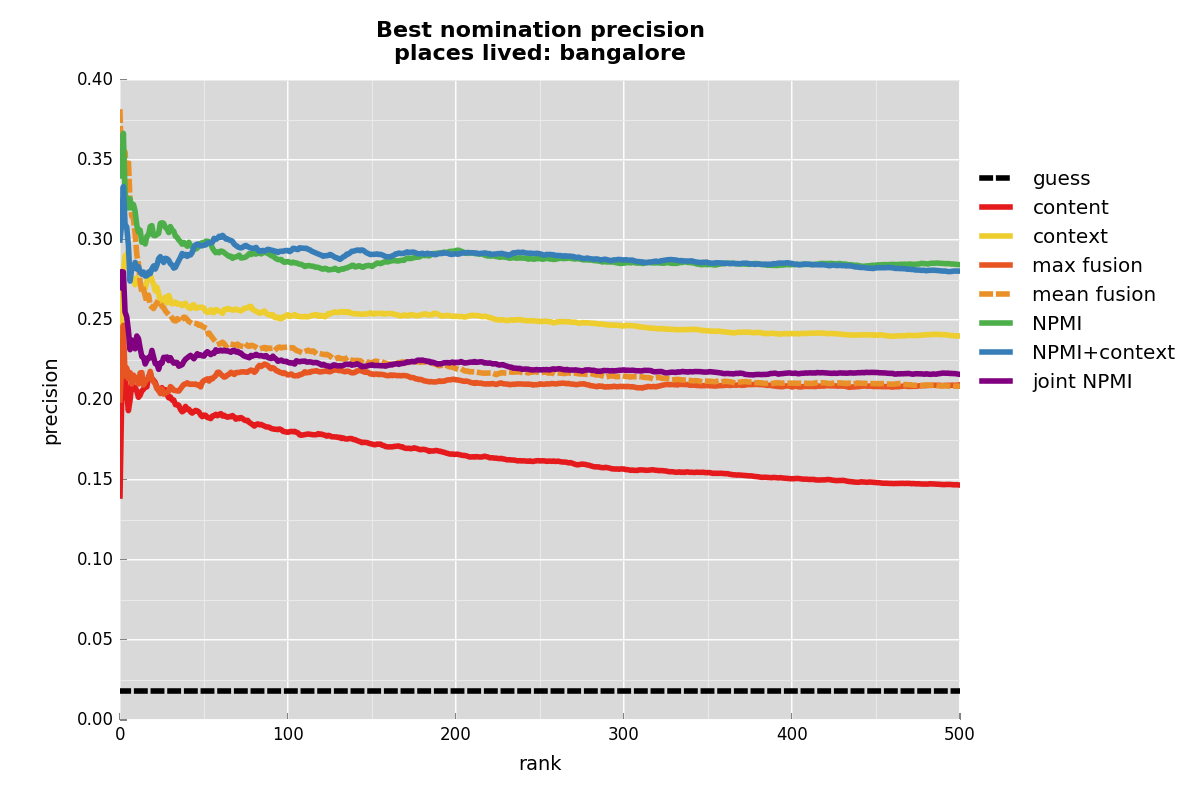 Best nomination precision
places lived: bangalore
0.40
0.35
0.30
0.25
0.20
0.15
0.10
0.05
0.00
precision
0
100
200
300
400
500
rank
guess
content
context
max fusion
mean fusion
NPMI
NPMI+context
joint NPMI